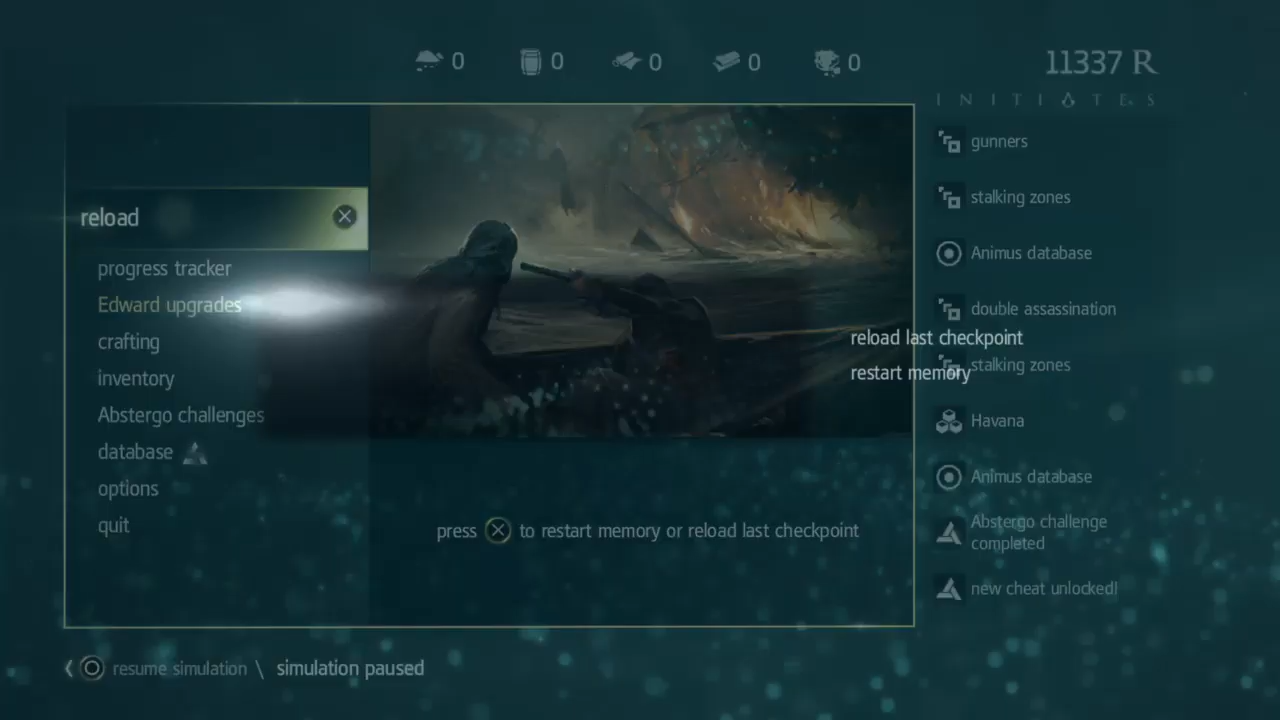 0 0 0 0 0 11337 R
INITIATES
reload
progress tracker
Edward upgrades
crafting
inventory
Abstergo challenges
database
options
quit
reload last checkpoint
restart memory
press X to restart memory or reload last checkpoint
gunners
stalking zones
Animus database
double assassination
stalking zones
Havana
Animus database
Abstergo challenge
completed
new cheat unlocked!
resume simulation \ simulation paused